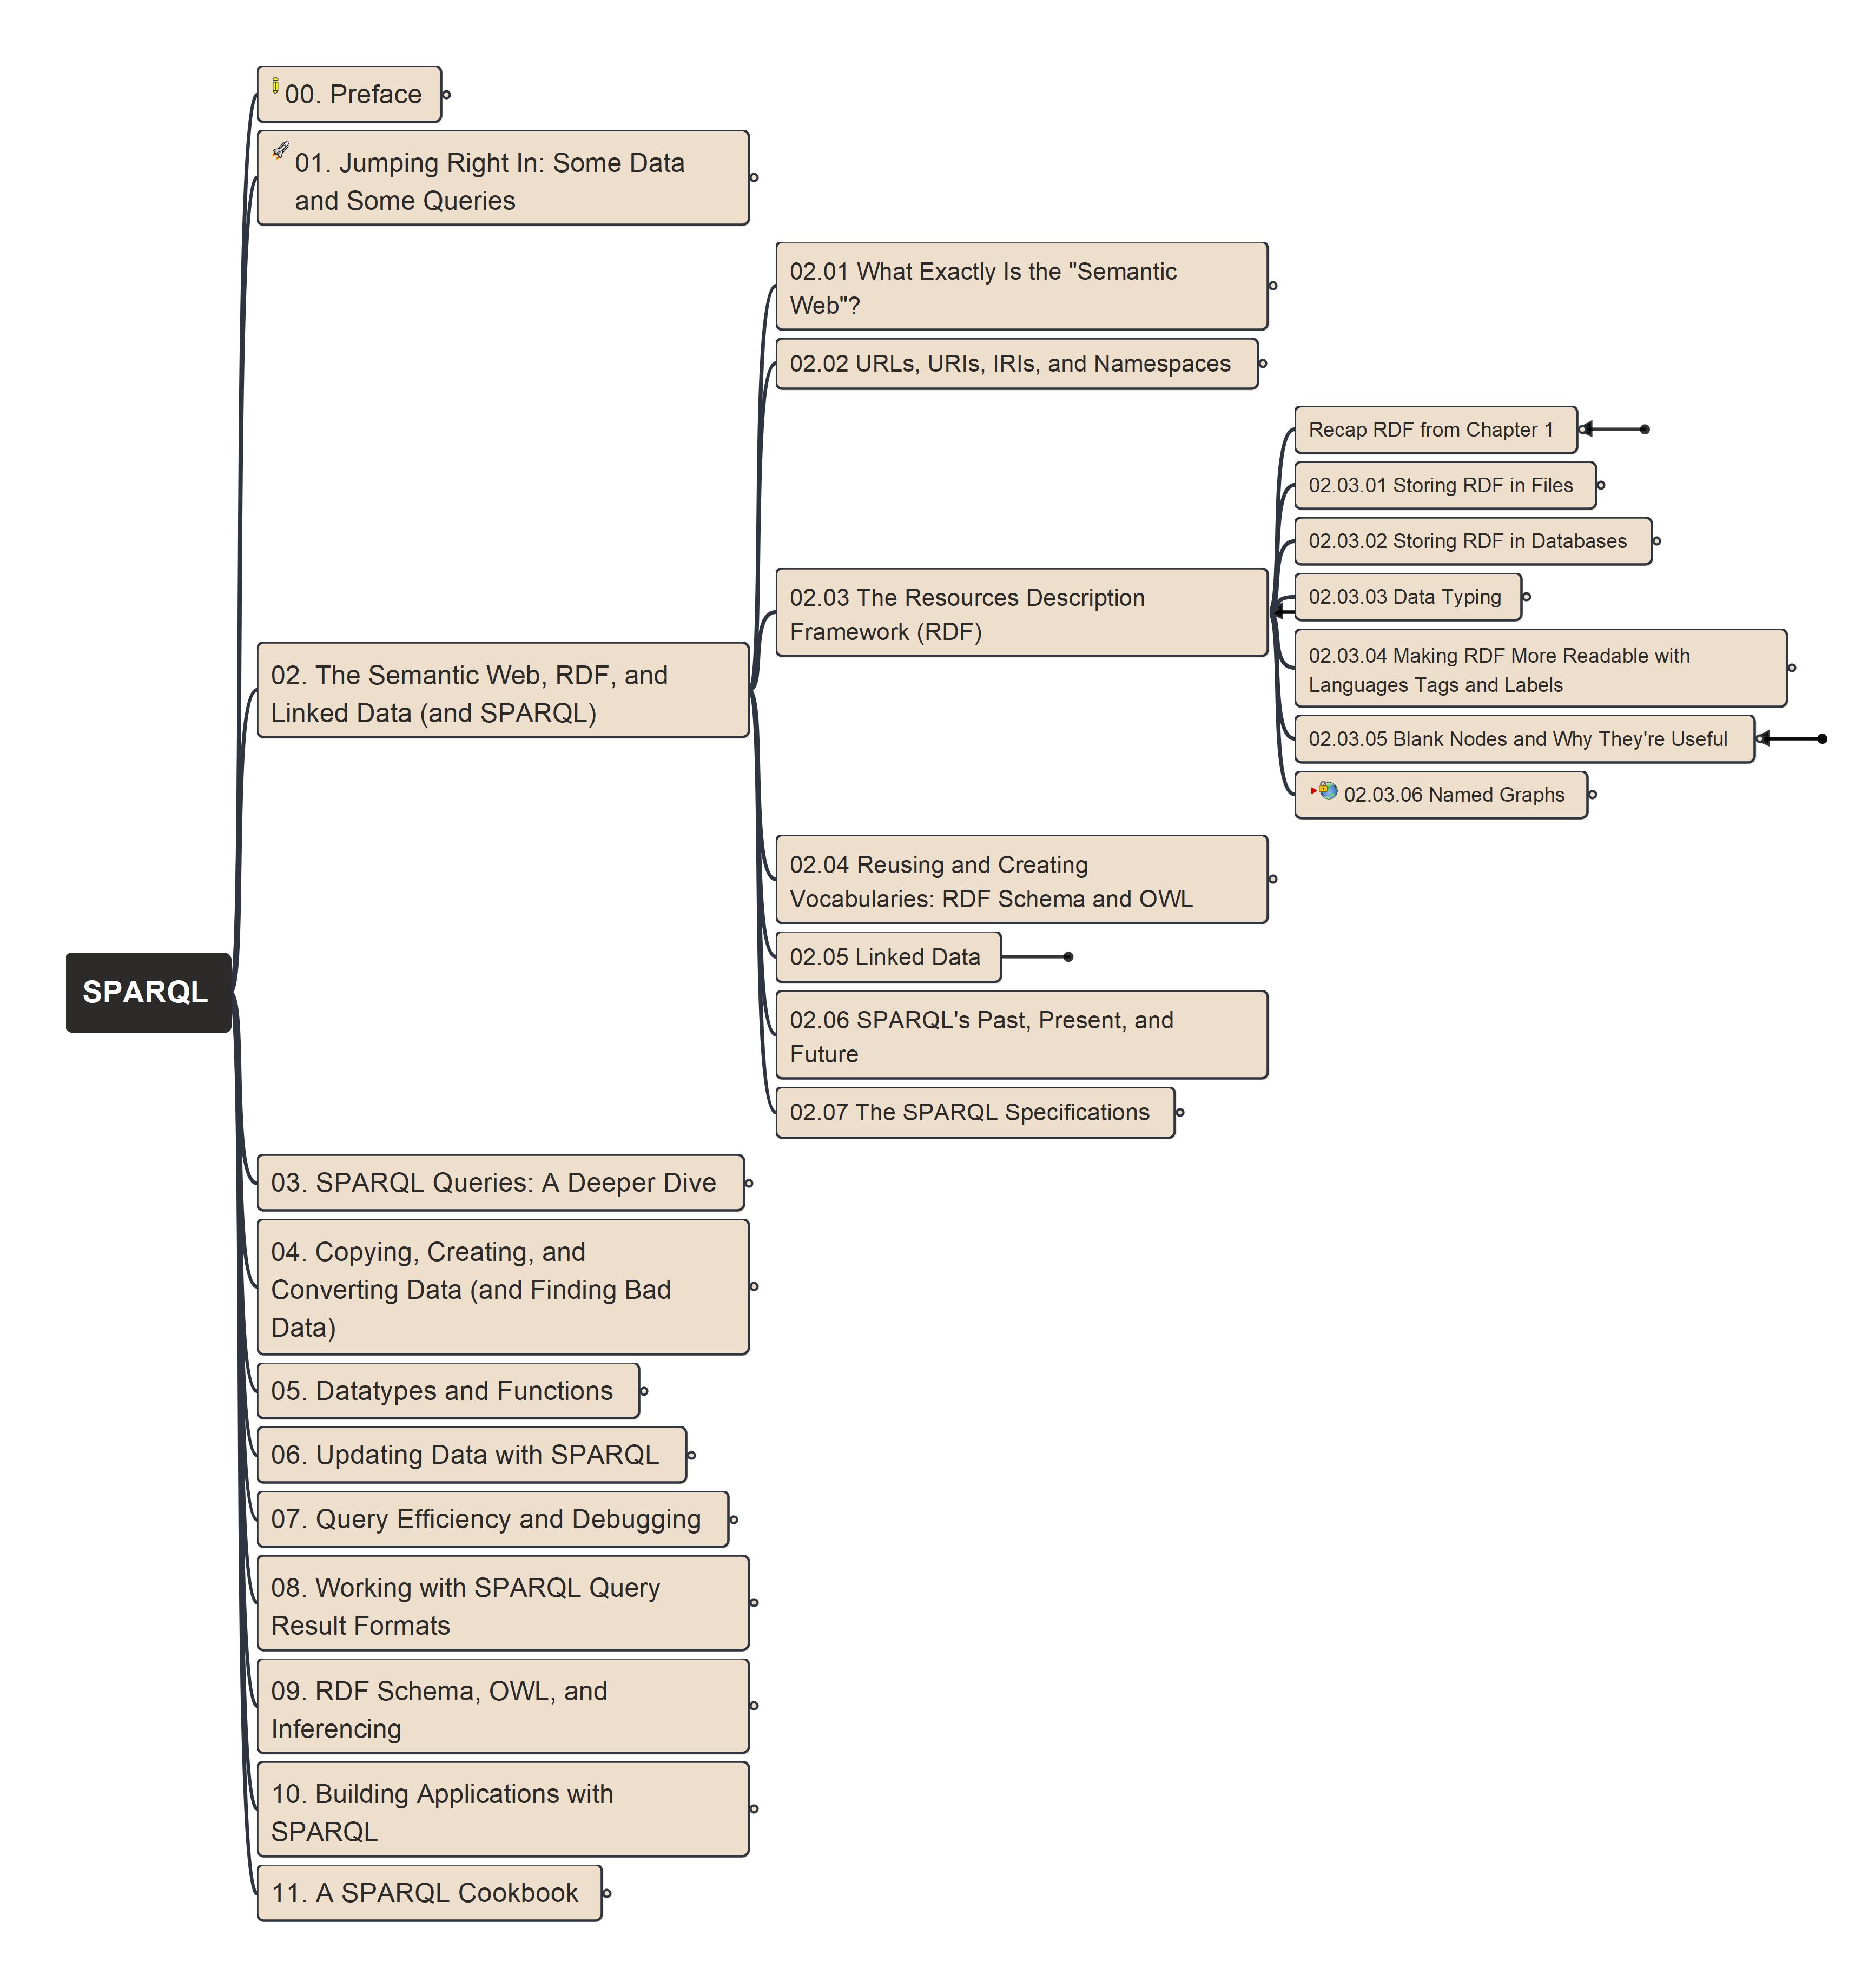 00. Preface
01. Jumping Right In: Some Data
and Some Queries
02.01 What Exactly Is the "Semantic
Web"?
02.02 URLs, URIs, IRIs, and Namespaces
Recap RDF from Chapter 1
02.03.01 Storing RDF in Files
02.03.02 Storing RDF in Databases
02.03.03 Data Typing
02.03 The Resources Description
Framework (RDF)
02.03.04 Making RDF More Readable with
Languages Tags and Labels
02. The Semantic Web, RDF, and
Linked Data (and SPARQL)
02.03.05 Blank Nodes and Why They're Useful
02.03.06 Named Graphs
02.04 Reusing and Creating
Vocabularies: RDF Schema and OWL
02.05 Linked Data
SPARQL
02.06 SPARQL's Past, Present, and
Future
02.07 The SPARQL Specifications
03. SPARQL Queries: A Deeper Dive
04. Copying, Creating, and
Converting Data (and Finding Bad
Data)
05. Datatypes and Functions
06. Updating Data with SPARQL
07. Query Efficiency and Debugging
08. Working with SPARQL Query
Result Formats
09. RDF Schema, OWL, and
Inferencing
10. Building Applications with
SPARQL
11. A SPARQL Cookbook